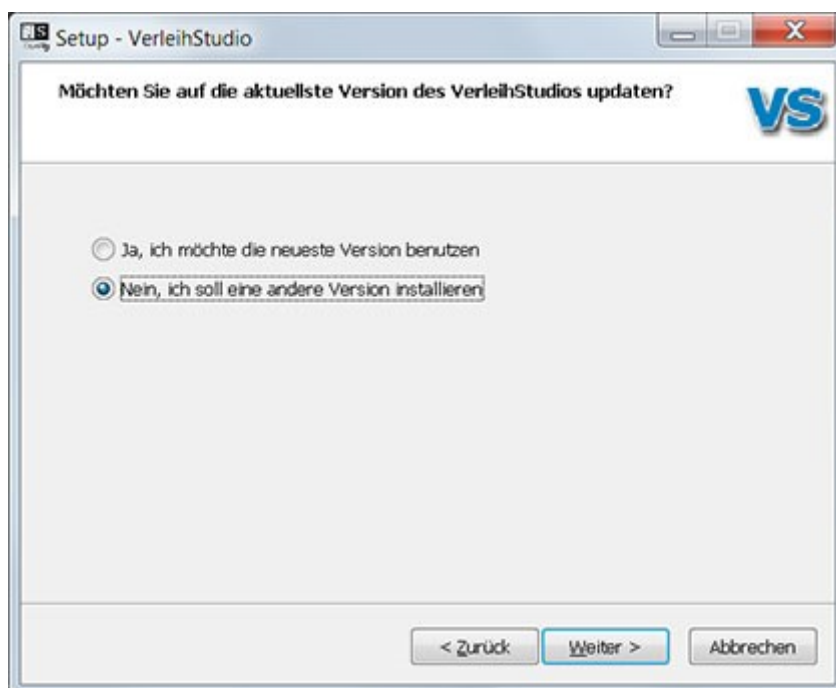 Setup - VerleihStudio
Möchten Sie auf die aktuellste Version des VerleihStudios updaten?
VS
Ja, ich möchte die neueste Version benutzen
Nein, ich soll eine andere Version installieren
< Zurück
Weiter >
Abbrechen